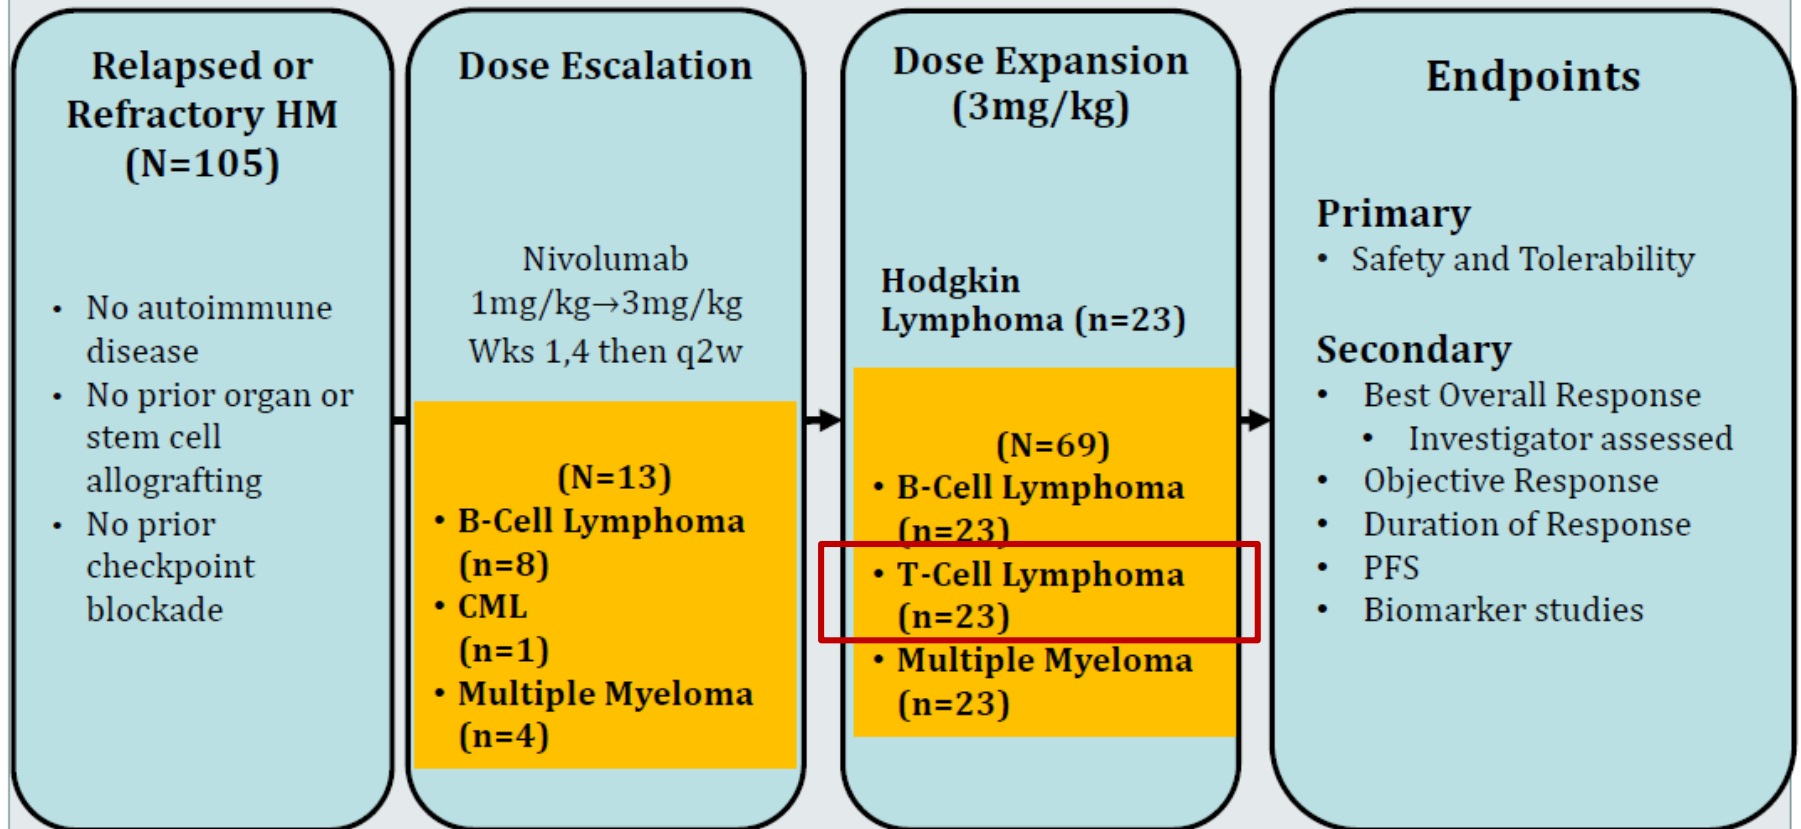 Relapsed or
Refractory HM
(N=105)
• No autoimmune
disease
• No prior organ or
stem cell
allografting
• No prior
checkpoint
blockade
Dose Escalation
Nivolumab
1mg/kg→3mg/kg
Wks 1,4 then q2w
(N=13)
• B-Cell Lymphoma
(n=8)
• CML
(n=1)
• Multiple Myeloma
(n=4)
Dose Expansion
(3mg/kg)
Hodgkin
Lymphoma (n=23)
(N=69)
• B-Cell Lymphoma
(n=23)
• T-Cell Lymphoma
(n=23)
• Multiple Myeloma
(n=23)
Endpoints
Primary
• Safety and Tolerability
Secondary
• Best Overall Response
• Investigator assessed
• Objective Response
• Duration of Response
• PFS
• Biomarker studies